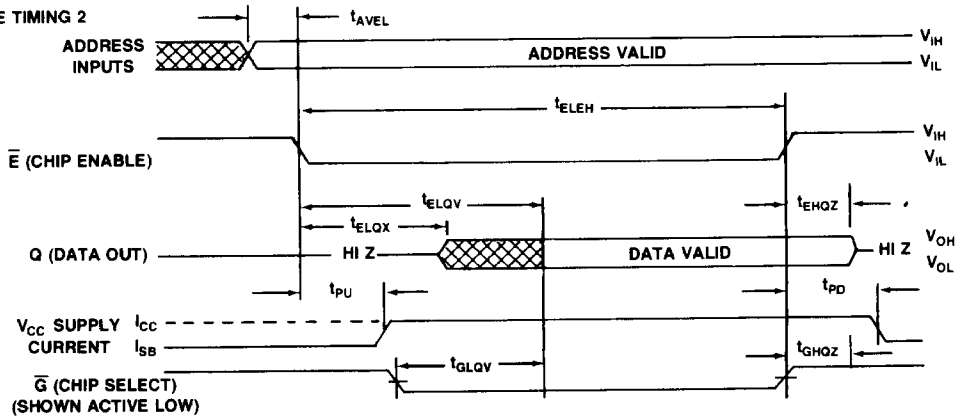 E TIMING 2
tAVEL
ADDRESS
INPUTS
ADDRESS VALID
VIH
VIL
tELEH
E̅ (CHIP ENABLE)
VIH
VIL
tELQV
tELQX
tEHQZ
Q (DATA OUT)
HI Z
DATA VALID
HI Z
VOH
VOL
tPU
tPD
VCC SUPPLY
CURRENT
ICC
ISB
tGLQV
tGHQZ
G̅ (CHIP SELECT)
(SHOWN ACTIVE LOW)